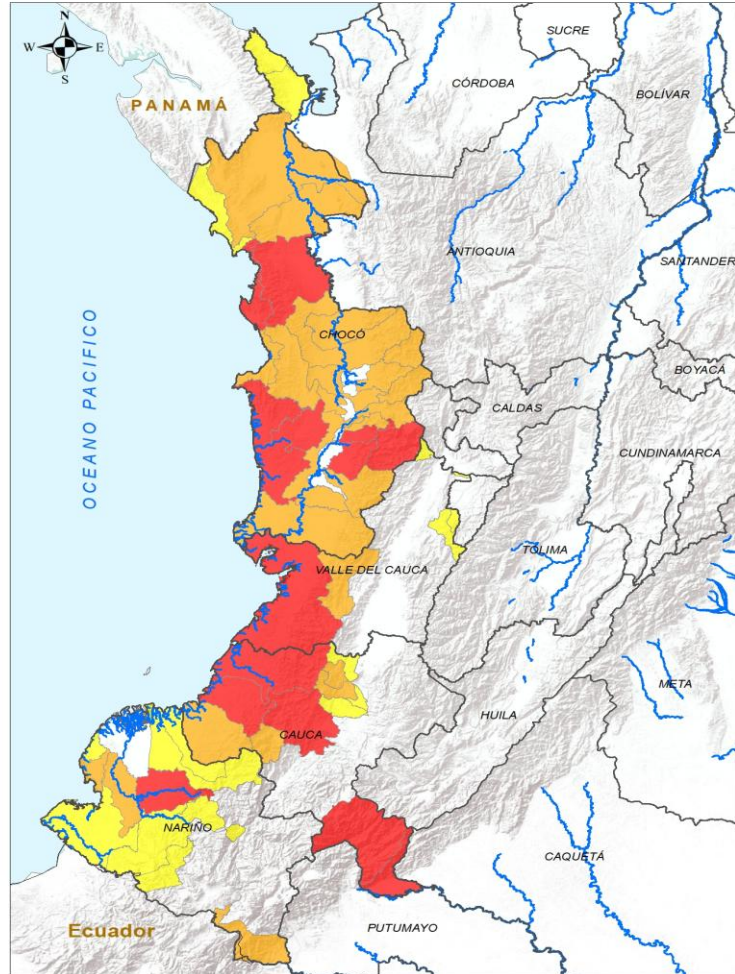 N
W E
S
SUCRE
CÓRDOBA
BOLÍVAR
PANAMÁ
ANTIOQUIA
SANTANDER
CHOCÓ
OCEANO PACIFICO
BOYACÁ
CALDAS
CUNDINAMARCA
TOLIMA
VALLE DEL CAUCA
META
HUILA
CAUCA
NARIÑO
CAQUETÁ
PUTUMAYO
Ecuador